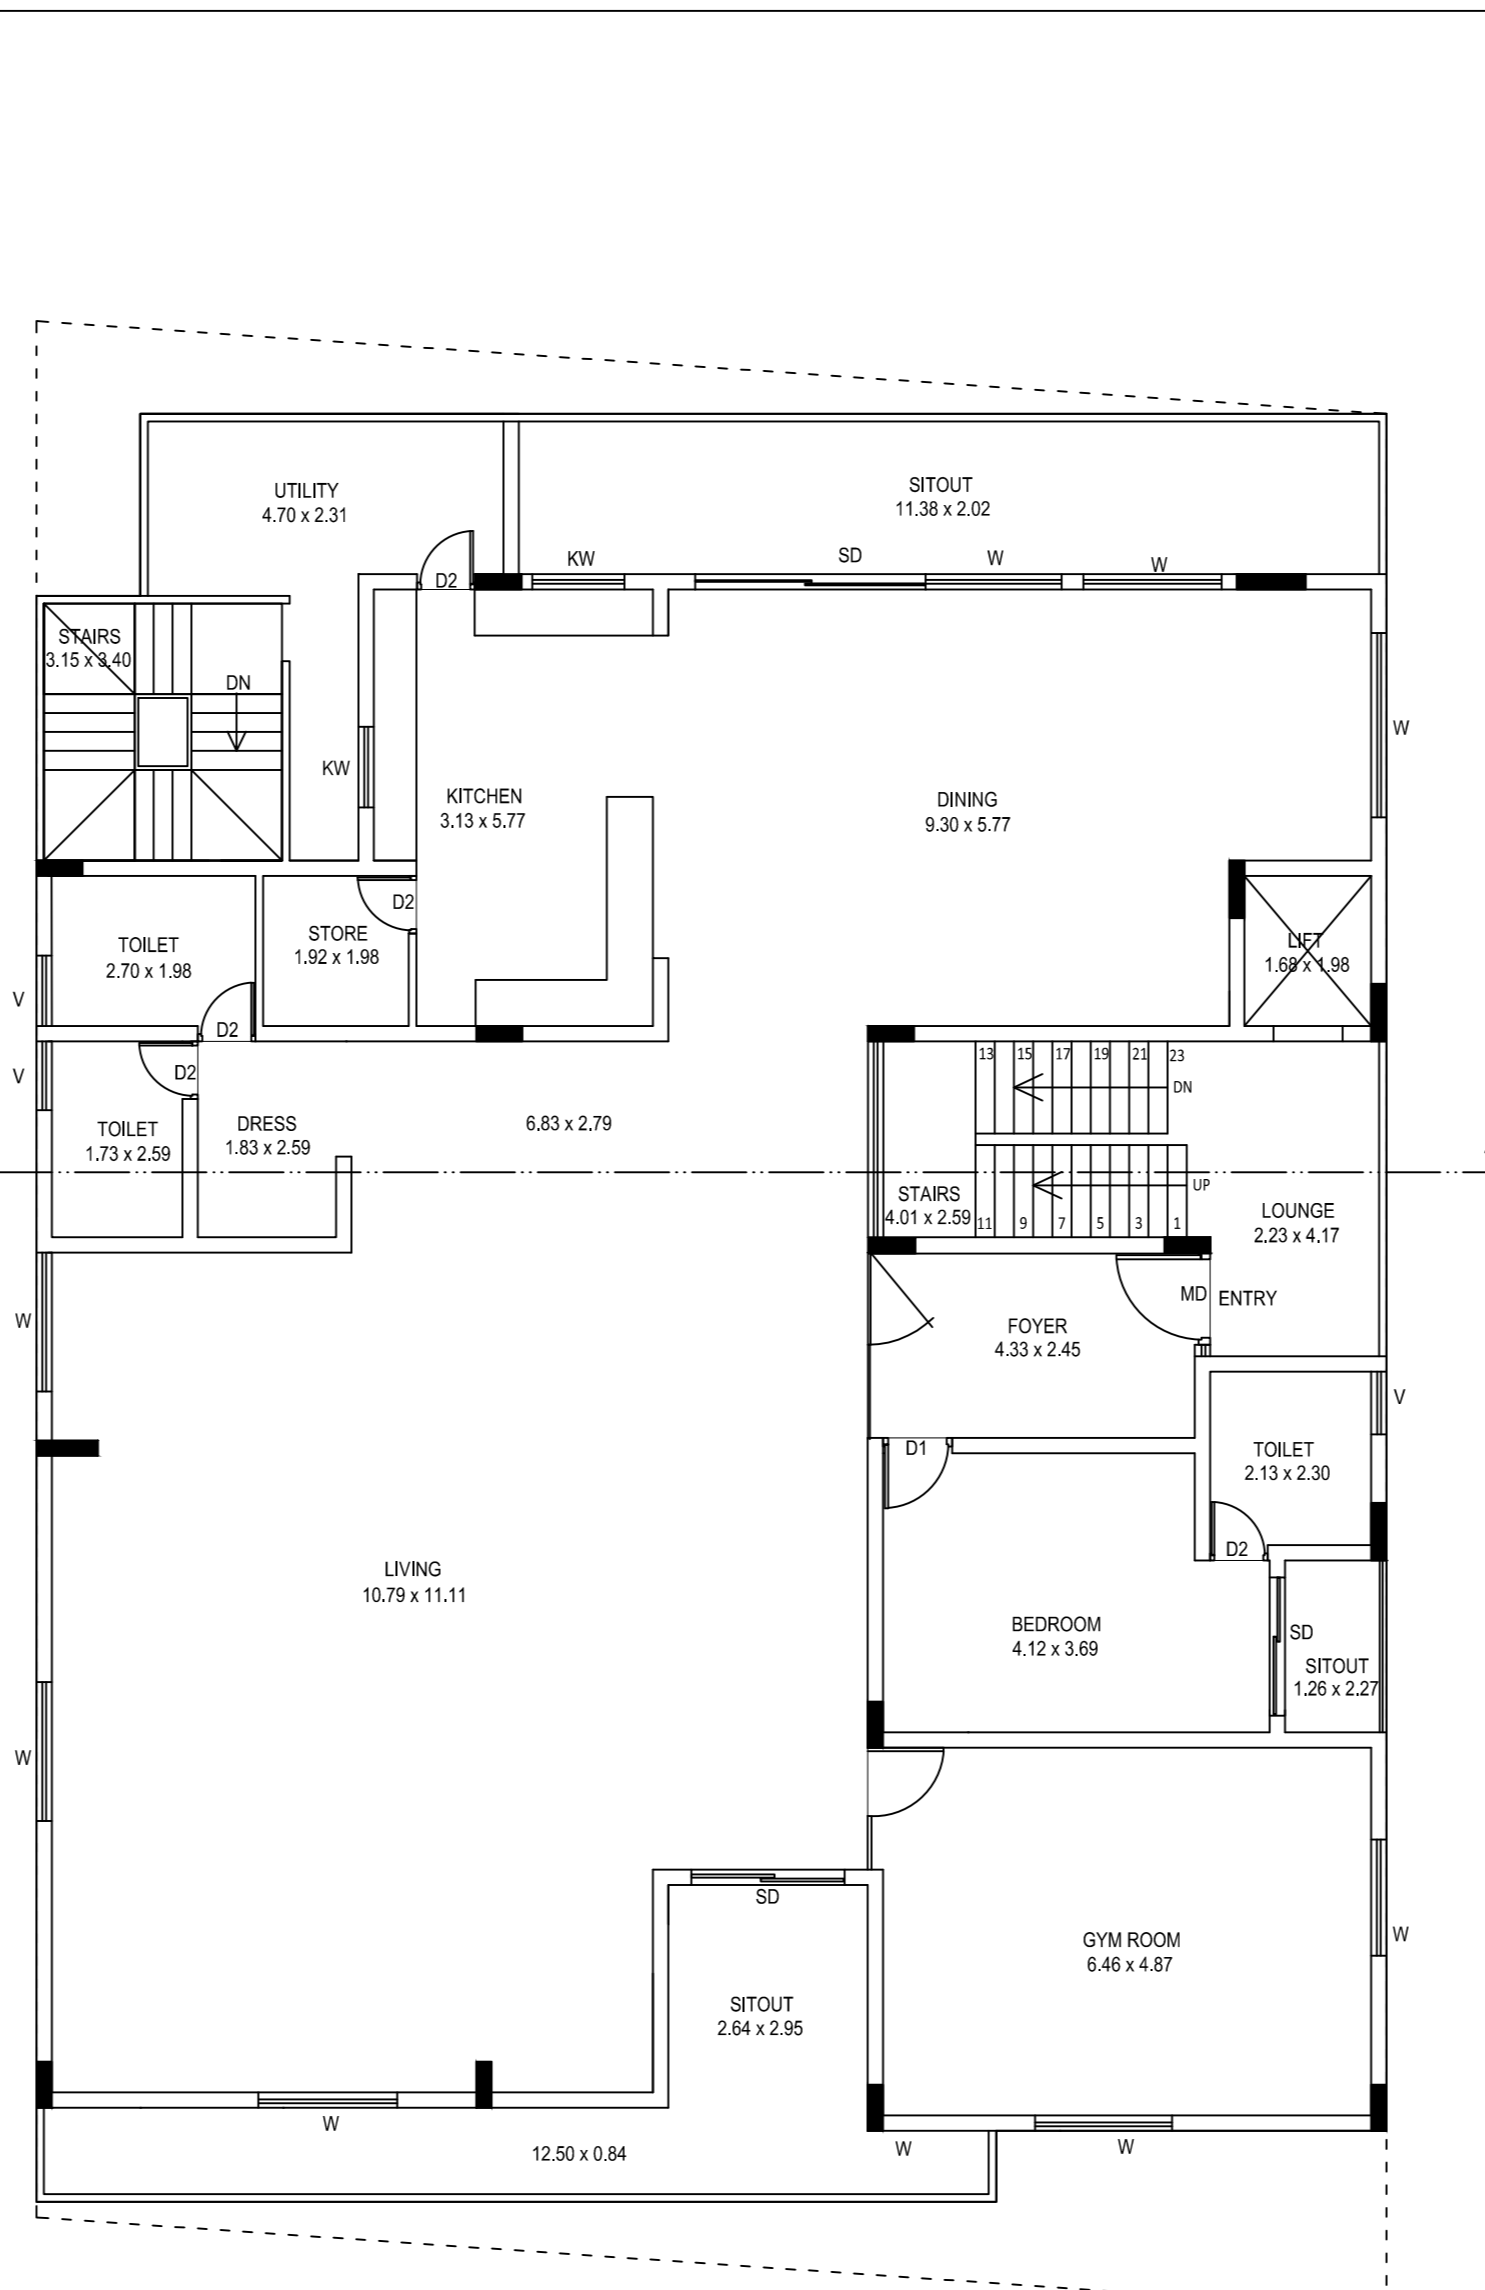 UTILITY
4.70 x 2.31
SITOUT
11.38 x 2.02
D2
KW
SD
W
W
STAIRS
3.15 x 3.40
DN
KW
W
KITCHEN
3.13 x 5.77
DINING
9.30 x 5.77
D2
TOILET
2.70 x 1.98
STORE
1.92 x 1.98
LIFT
1.68 x 1.98
V
D2
V
D2
13
15
17
19
21
23
DN
TOILET
1.73 x 2.59
DRESS
1.83 x 2.59
6.83 x 2.79
UP
STAIRS
4.01 x 2.59
11
9
7
5
3
1
LOUNGE
2.23 x 4.17
W
MD
ENTRY
FOYER
4.33 x 2.45
V
D1
TOILET
2.13 x 2.30
D2
LIVING
10.79 x 11.11
BEDROOM
4.12 x 3.69
SD
SITOUT
1.26 x 2.27
W
SD
GYM ROOM
6.46 x 4.87
W
SITOUT
2.64 x 2.95
W
12.50 x 0.84
W
W